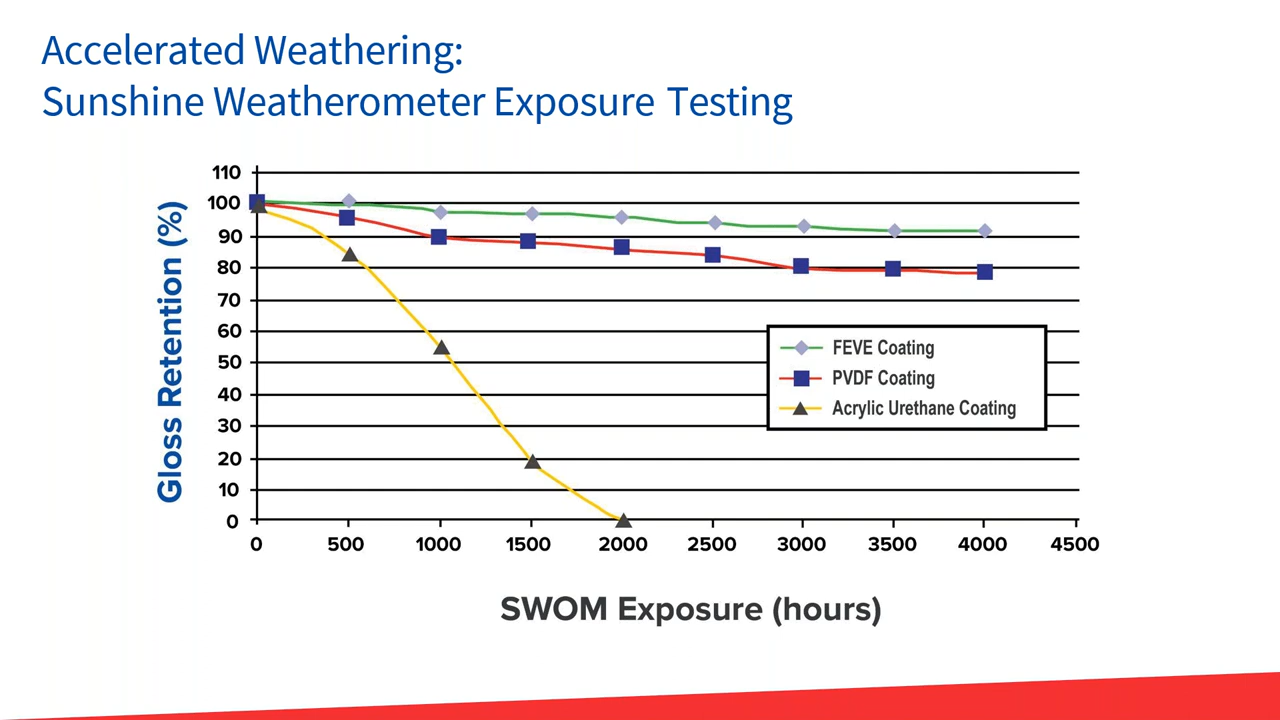 Accelerated Weathering:
Sunshine Weatherometer Exposure Testing
Gloss Retention (%)
110
100
90
80
70
60
50
40
30
20
10
0
FEVE Coating
PVDF Coating
Acrylic Urethane Coating
0 500 1000 1500 2000 2500 3000 3500 4000 4500
SWOM Exposure (hours)